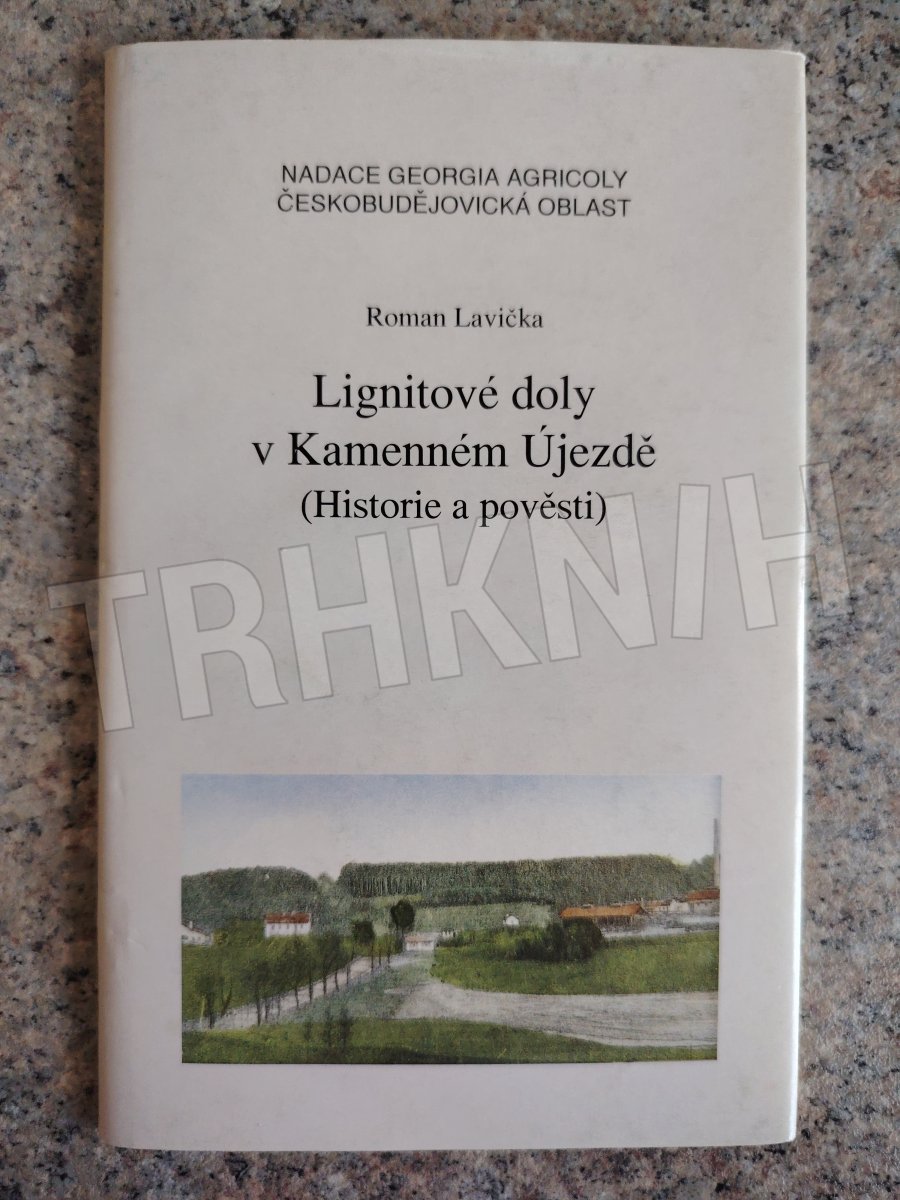 NADACE GEORGIA AGRICOLY
ČESKOBUDĚJOVICKÁ OBLAST
Roman Lavička
Lignitové doly
v Kamenném Újezdě
(Historie a pověsti)
TRHKNIH